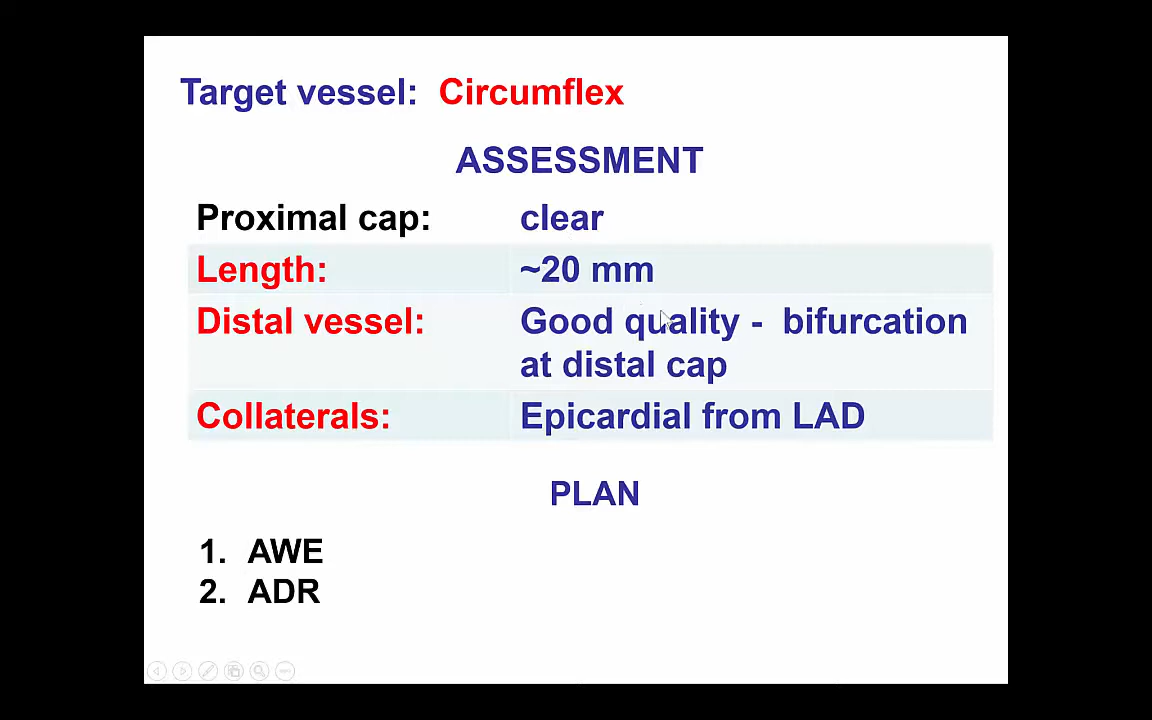 Target vessel: Circumflex
ASSESSMENT
Proximal cap: clear
Length: ~20 mm
Distal vessel: Good quality - bifurcation
at distal cap
Collaterals: Epicardial from LAD
PLAN
1. AWE
2. ADR